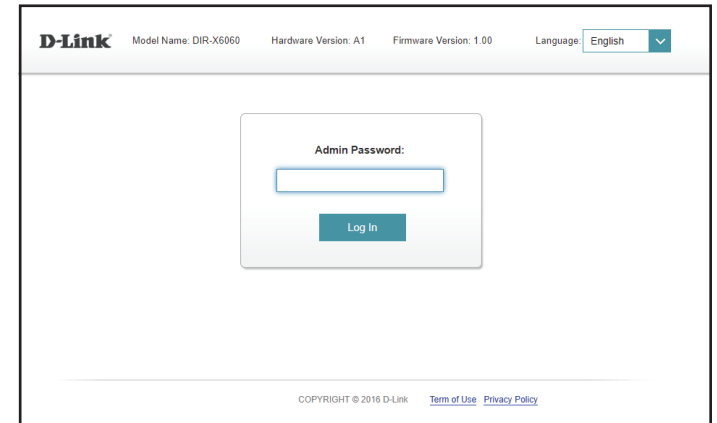 D-Link Model Name: DIR-X6060 Hardware Version: A1 Firmware Version: 1.00 Language: English
Admin Password:
Log In
COPYRIGHT © 2016 D-Link Term of Use Privacy Policy